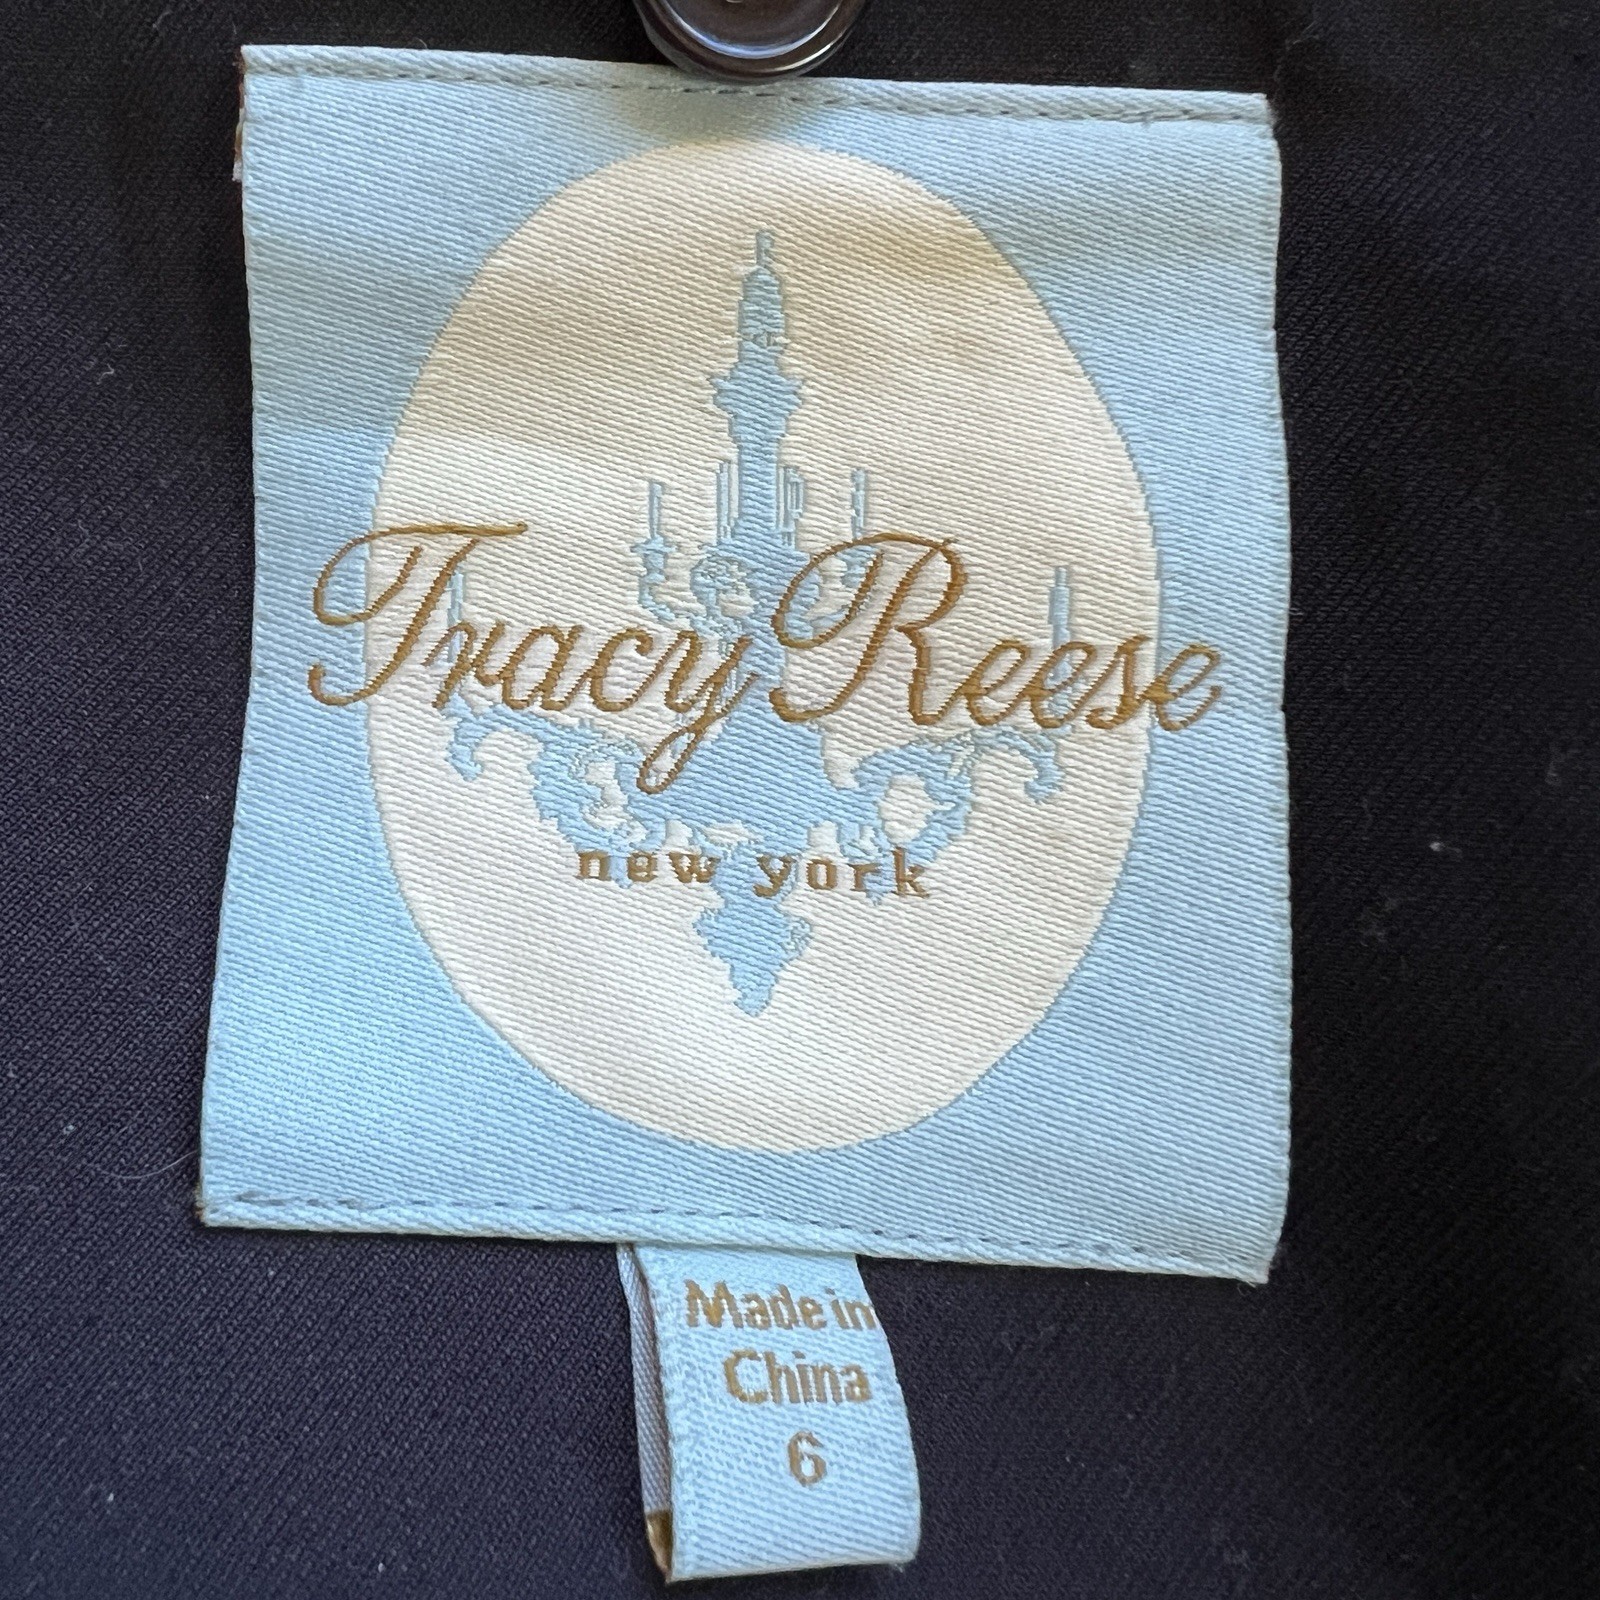 Tracy Reese
new york
Made in
China
6